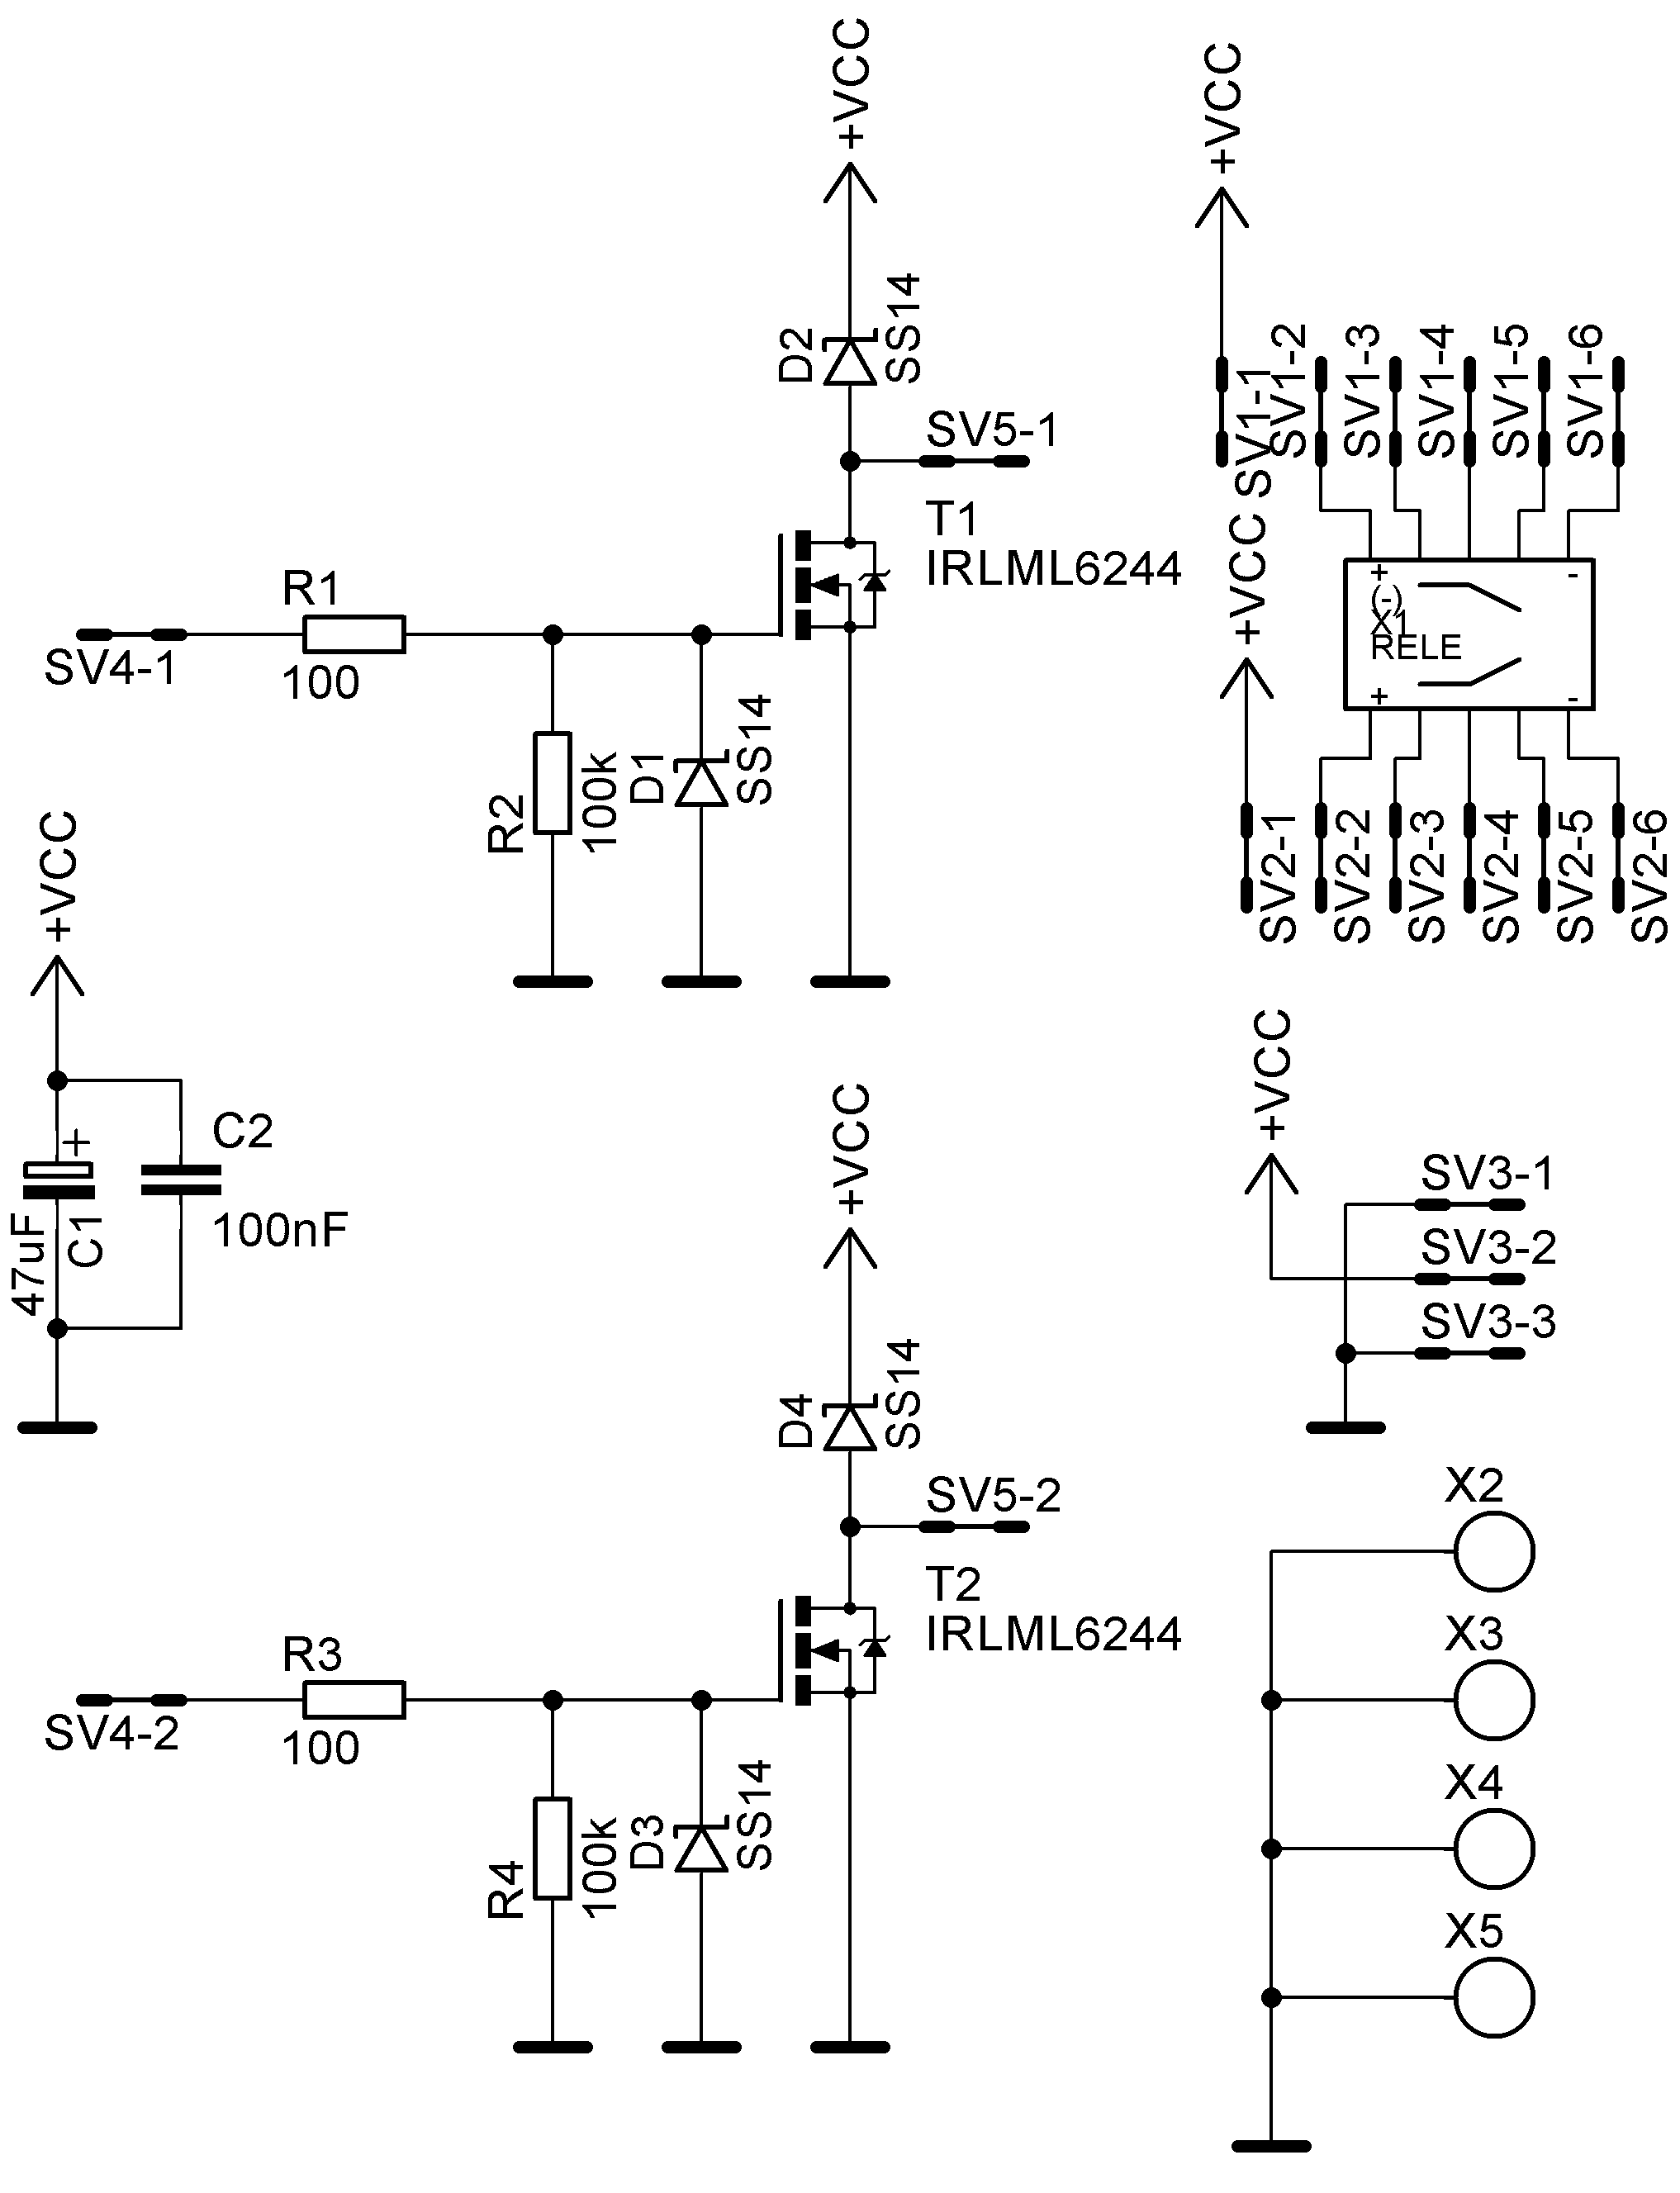 +VCC
D2
SS14
SV5-1
T1
IRLML6244
R1
100
SV4-1
R2
100k
D1
SS14
+VCC
+
47uF
C1
C2
100nF
+VCC
D4
SS14
SV5-2
T2
IRLML6244
R3
100
SV4-2
R4
100k
D3
SS14
+VCC
SV1-1
SV1-2
SV1-3
SV1-4
SV1-5
SV1-6
+VCC
+
-
(-)
X1
RELE
+
-
SV2-1
SV2-2
SV2-3
SV2-4
SV2-5
SV2-6
+VCC
SV3-1
SV3-2
SV3-3
X2
X3
X4
X5